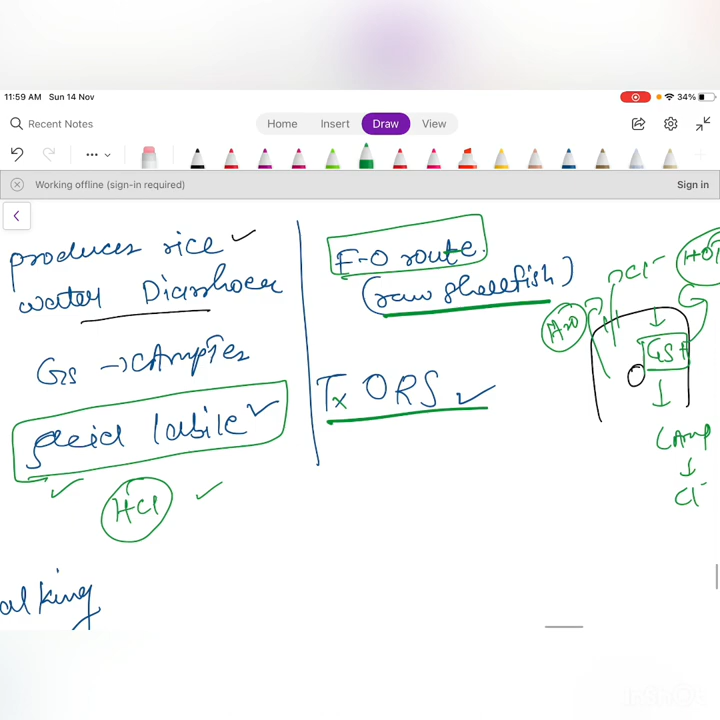 11:59 AM Sun 14 Nov
34%
Recent Notes
Home Insert Draw View
Working offline (sign-in required)
Sign in
produces rice
water Diarrhoea
Gs → cAMP
acid labile
HCl
alking
F-O route.
(raw shellfish)
Tx ORS
Cl⁻
H2O
GS
cAMP
↓
Cl⁻